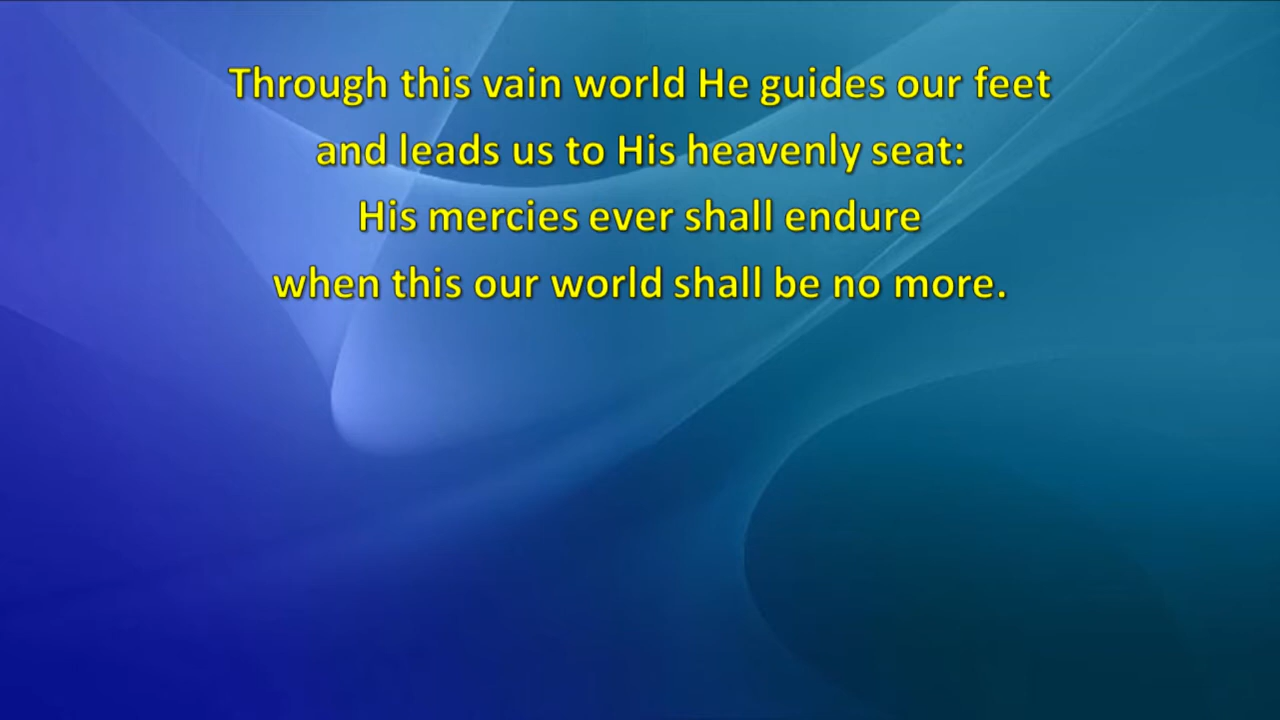 Through this vain world He guides our feet
and leads us to His heavenly seat:
His mercies ever shall endure
when this our world shall be no more.